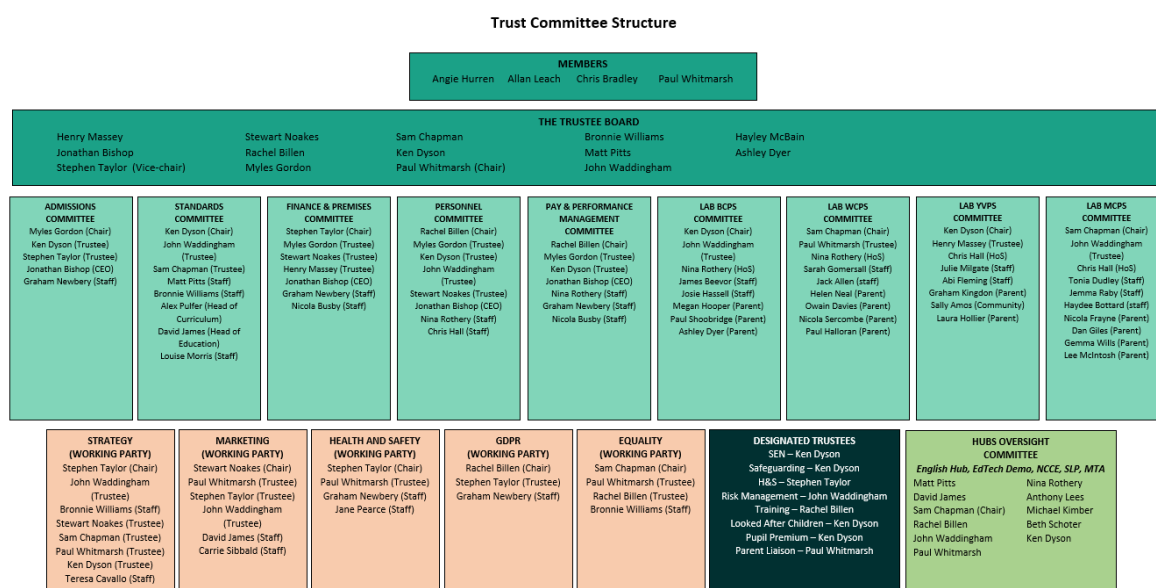 Trust Committee Structure
MEMBERS
Angie Hurren Allan Leach Chris Bradley Paul Whitmarsh
THE TRUSTEE BOARD
Henry Massey Stewart Noakes Sam Chapman Bronnie Williams Hayley McBain
Jonathan Bishop Rachel Billen Ken Dyson Matt Pitts Ashley Dyer
Stephen Taylor (Vice-chair) Myles Gordon Paul Whitmarsh (Chair) John Waddingham
ADMISSIONS
COMMITTEE
Myles Gordon (Chair)
Ken Dyson (Trustee)
Stephen Taylor (Trustee)
Jonathan Bishop (CEO)
Graham Newbery (Staff)
STANDARDS
COMMITTEE
Ken Dyson (Chair)
John Waddingham
(Trustee)
Sam Chapman (Trustee)
Matt Pitts (Staff)
Bronnie Williams (Staff)
Alex Pulfer (Head of
Curriculum)
David James (Head of
Education)
Louise Morris (Staff)
FINANCE & PREMISES
COMMITTEE
Stephen Taylor (Chair)
Myles Gordon (Trustee)
Stewart Noakes (Trustee)
Henry Massey (Trustee)
Jonathan Bishop (CEO)
Graham Newbery (Staff)
Nicola Busby (Staff)
PERSONNEL
COMMITTEE
Rachel Billen (Chair)
Myles Gordon (Trustee)
Ken Dyson (Trustee)
John Waddingham
(Trustee)
Stewart Noakes (Trustee)
Jonathan Bishop (CEO)
Nina Rothery (Staff)
Chris Hall (Staff)
PAY & PERFORMANCE
MANAGEMENT
COMMITTEE
Rachel Billen (Chair)
Myles Gordon (Trustee)
Ken Dyson (Trustee)
Jonathan Bishop (CEO)
Nina Rothery (Staff)
Graham Newbery (Staff)
Nicola Busby (Staff)
LAB BCPS
COMMITTEE
Ken Dyson (Chair)
John Waddingham
(Trustee)
Nina Rothery (HoS)
James Beevor (Staff)
Josie Hassell (Staff)
Megan Hooper (Parent)
Paul Shoobridge (Parent)
Ashley Dyer (Parent)
LAB WCPS
COMMITTEE
Sam Chapman (Chair)
Paul Whitmarsh (Trustee)
Nina Rothery (HoS)
Sarah Gomersall (Staff)
Jack Allen (staff)
Helen Neal (Parent)
Owain Davies (Parent)
Nicola Sercombe (Parent)
Paul Halloran (Parent)
LAB YVPS
COMMITTEE
Ken Dyson (Chair)
Henry Massey (Trustee)
Chris Hall (HoS)
Julie Milgate (Staff)
Abi Fleming (Staff)
Graham Kingdon (Parent)
Sally Amos (Community)
Laura Hollier (Parent)
LAB MCPS
COMMITTEE
Sam Chapman (Chair)
John Waddingham
(Trustee)
Chris Hall (HoS)
Tonia Dudley (Staff)
Jemma Raby (Staff)
Haydee Bottard (staff)
Nicola Frayne (Parent)
Dan Giles (Parent)
Gemma Wills (Parent)
Lee McIntosh (Parent)
STRATEGY
(WORKING PARTY)
Stephen Taylor (Chair)
John Waddingham
(Trustee)
Bronnie Williams (Staff)
Stewart Noakes (Trustee)
Sam Chapman (Trustee)
Paul Whitmarsh (Trustee)
Ken Dyson (Trustee)
Teresa Cavallo (Staff)
MARKETING
(WORKING PARTY)
Stewart Noakes (Chair)
Paul Whitmarsh (Trustee)
Stephen Taylor (Trustee)
John Waddingham
(Trustee)
David James (Staff)
Carrie Sibbald (Staff)
HEALTH AND SAFETY
(WORKING PARTY)
Stephen Taylor (Chair)
Paul Whitmarsh (Trustee)
Graham Newbery (Staff)
Jane Pearce (Staff)
GDPR
(WORKING PARTY)
Rachel Billen (Chair)
Stephen Taylor (Trustee)
Graham Newbery (Staff)
EQUALITY
(WORKING PARTY)
Sam Chapman (Chair)
Paul Whitmarsh (Trustee)
Rachel Billen (Trustee)
Bronnie Williams (Staff)
DESIGNATED TRUSTEES
SEN – Ken Dyson
Safeguarding – Ken Dyson
H&S – Stephen Taylor
Risk Management – John Waddingham
Training – Rachel Billen
Looked After Children – Ken Dyson
Pupil Premium – Ken Dyson
Parent Liaison – Paul Whitmarsh
HUBS OVERSIGHT
COMMITTEE
English Hub, EdTech Demo, NCCE, SLP, MTA
Matt Pitts Nina Rothery
David James Anthony Lees
Sam Chapman (Chair) Michael Kimber
Rachel Billen Beth Schoter
John Waddingham Ken Dyson
Paul Whitmarsh